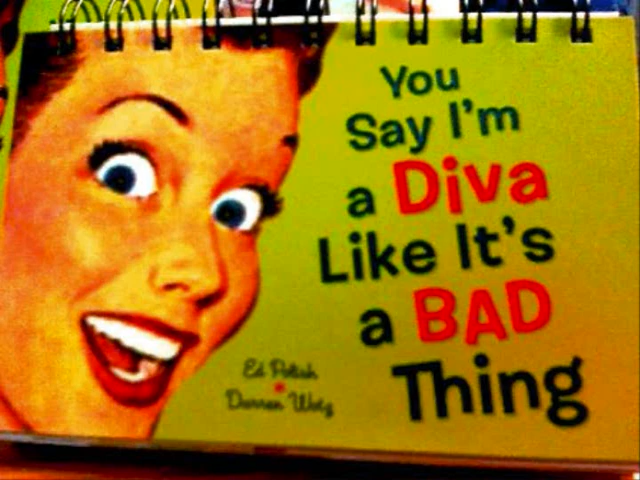 You
Say I'm
a Diva
Like It's
a BAD
Thing
Ed Polish
Darren Wotz